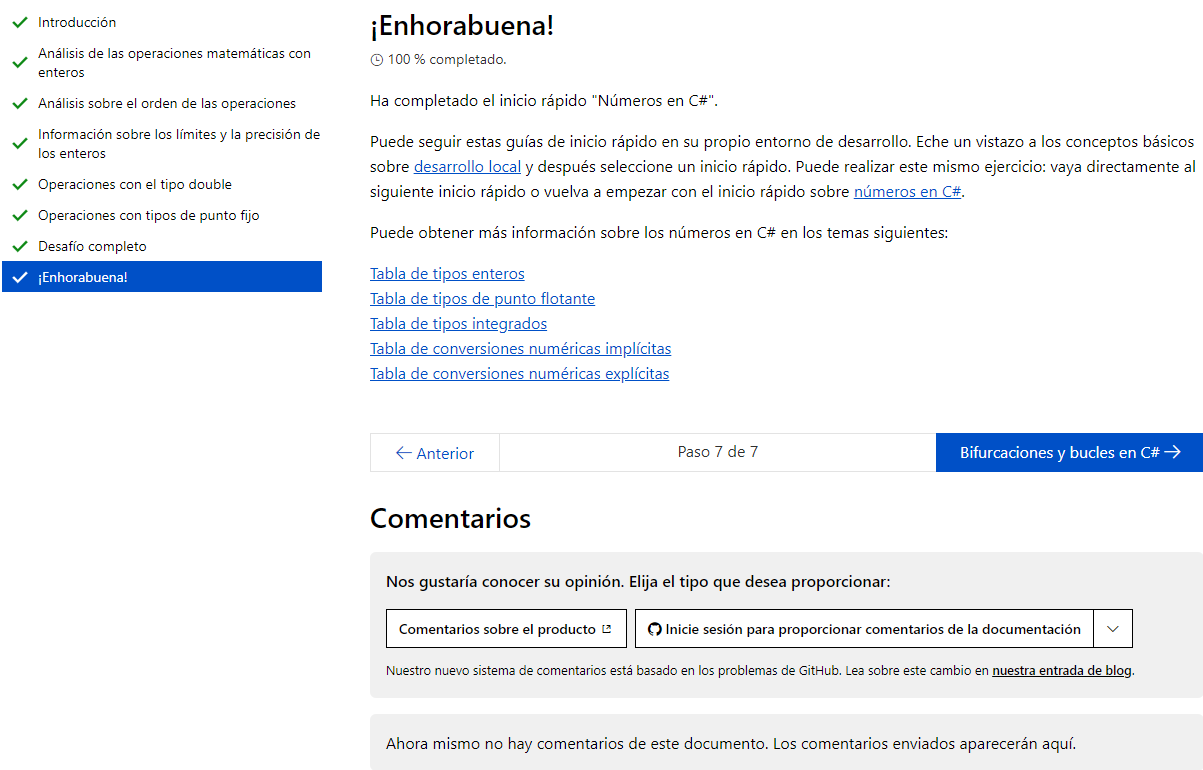 Introducción
Análisis de las operaciones matemáticas con
enteros
Análisis sobre el orden de las operaciones
Información sobre los límites y la precisión de
los enteros
Operaciones con el tipo double
Operaciones con tipos de punto fijo
Desafío completo
¡Enhorabuena!
¡Enhorabuena!
100 % completado.
Ha completado el inicio rápido "Números en C#".
Puede seguir estas guías de inicio rápido en su propio entorno de desarrollo. Eche un vistazo a los conceptos básicos
sobre desarrollo local y después seleccione un inicio rápido. Puede realizar este mismo ejercicio: vaya directamente al
siguiente inicio rápido o vuelva a empezar con el inicio rápido sobre números en C#.
Puede obtener más información sobre los números en C# en los temas siguientes:
Tabla de tipos enteros
Tabla de tipos de punto flotante
Tabla de tipos integrados
Tabla de conversiones numéricas implícitas
Tabla de conversiones numéricas explícitas
Anterior
Paso 7 de 7
Bifurcaciones y bucles en C#
Comentarios
Nos gustaría conocer su opinión. Elija el tipo que desea proporcionar:
Comentarios sobre el producto
Inicie sesión para proporcionar comentarios de la documentación
Nuestro nuevo sistema de comentarios está basado en los problemas de GitHub. Lea sobre este cambio en nuestra entrada de blog.
Ahora mismo no hay comentarios de este documento. Los comentarios enviados aparecerán aquí.